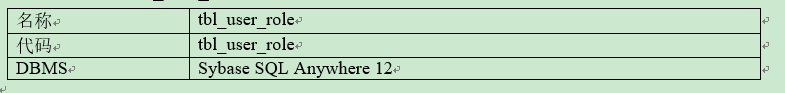 名称 tbl_user_role
代码 tbl_user_role
DBMS Sybase SQL Anywhere 12